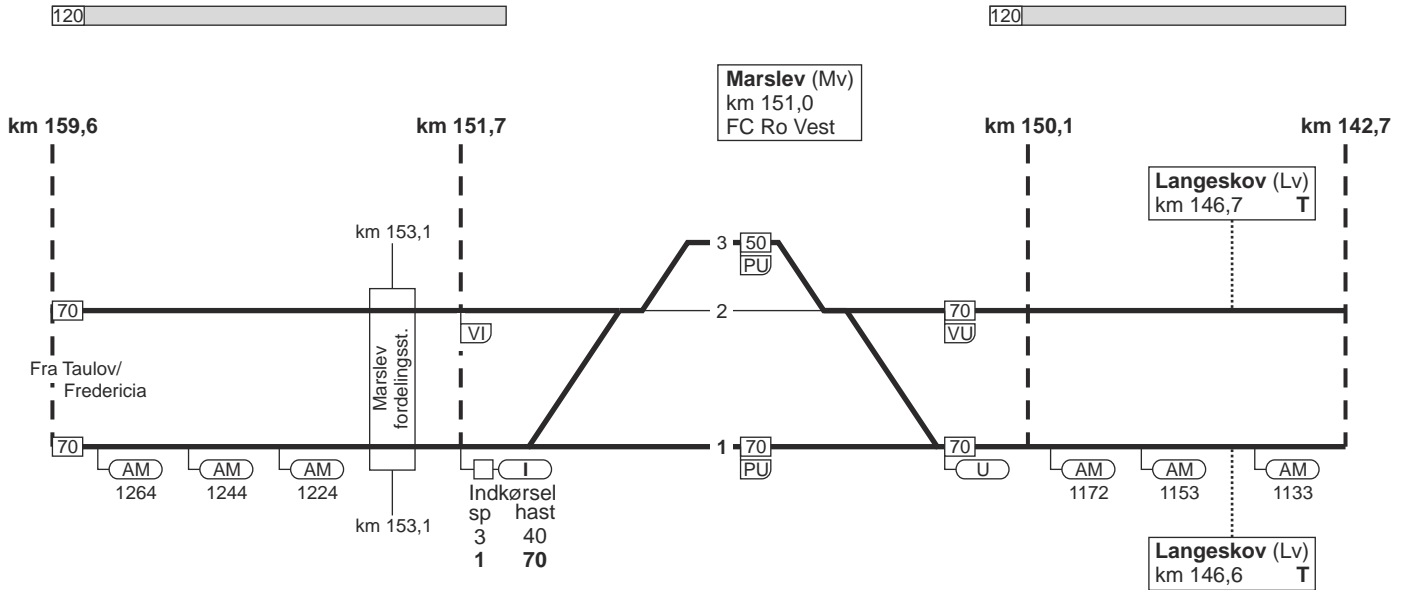 120
120
Marslev (Mv)
km 151,0
FC Ro Vest
km 159,6
km 151,7
km 150,1
km 142,7
Langeskov (Lv)
km 146,7 T
km 153,1
3 50
PU
70
2
70
VI
VU
Fra Taulov/
Fredericia
Marslev
fordelingsst.
70
1 70
70
PU
AM
AM
AM
I
U
AM
AM
AM
1264
1244
1224
1172
1153
1133
km 153,1
Indkørsel
sp hast
3 40
1 70
Langeskov (Lv)
km 146,6 T